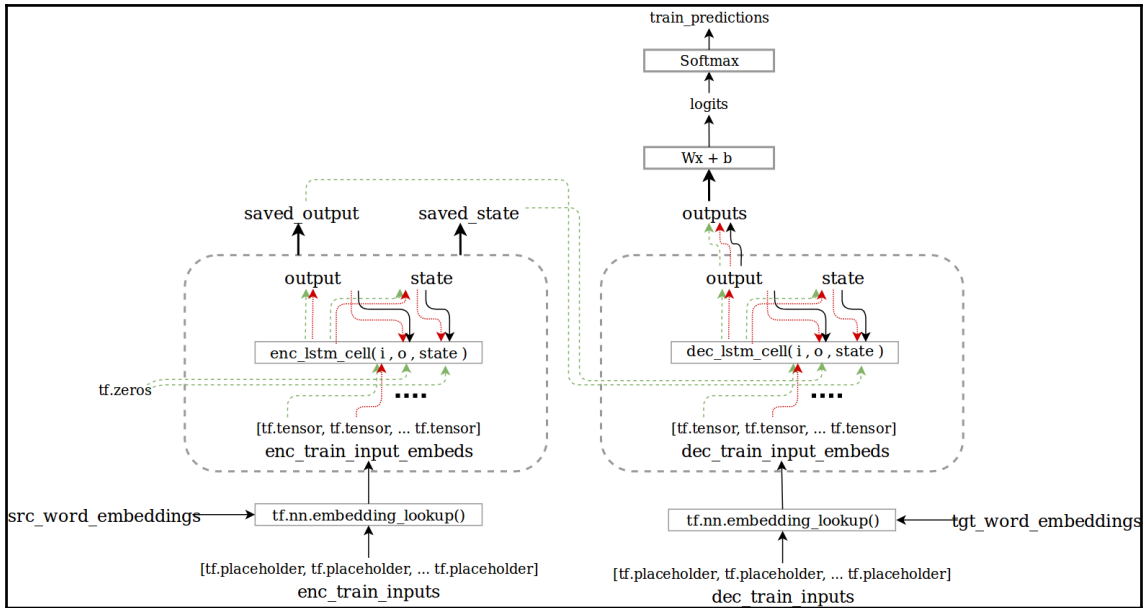 train_predictions
Softmax
logits
Wx + b
saved_output saved_state outputs
output state output state
enc_lstm_cell( i , o , state ) dec_lstm_cell( i , o , state )
tf.zeros
[tf.tensor, tf.tensor, ... tf.tensor] [tf.tensor, tf.tensor, ... tf.tensor]
enc_train_input_embeds dec_train_input_embeds
src_word_embeddings tf.nn.embedding_lookup() tf.nn.embedding_lookup() tgt_word_embeddings
[tf.placeholder, tf.placeholder, ... tf.placeholder] [tf.placeholder, tf.placeholder, ... tf.placeholder]
enc_train_inputs dec_train_inputs